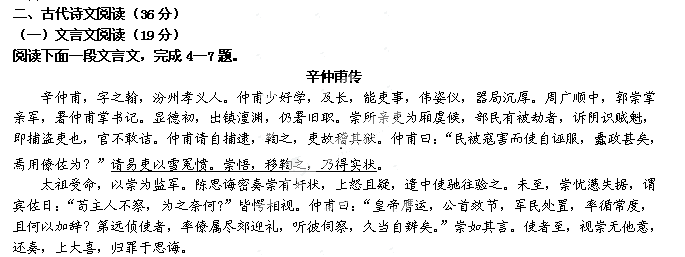 二、古代诗文阅读（36 分）
（一）文言文阅读（19 分）
阅读下面一段文言文，完成 4—7 题。
辛仲甫传
辛仲甫，字之翰，汾州孝义人。仲甫少好学，及长，能吏事，伟姿仪，器局沉厚。周广顺中，郭崇掌
亲军，署仲甫掌书记。显德初，出镇澶渊，仍署旧职。崇所亲吏为厢虞候，部民有被劫者，诉阴识贼魁，
即捕盗吏也，官不敢诘。仲甫请自捕逮，鞫之，吏故稽其狱。仲甫曰：“民被寇害而使自诬服，蠹政甚矣，
焉用僚佐为？”请易吏以雪冤愤。崇悟，移鞫之，乃得实状。
太祖受命，以崇为监军。陈思诲密奏崇有奸状，上怒且疑，遣中使驰往验之。未至，崇忧懑失据，谓
宾佐曰：“苟主人不察，为之奈何？”皆愕相视。仲甫曰：“皇帝膺运，公首效节，军民处置，率循常度，
且何以加辞？第远侦使者，率僚属尽郊迎礼，听彼伺察，久当自辨矣。”崇如其言。使者至，视崇无他意，
还奏，上大喜，归罪于思诲。